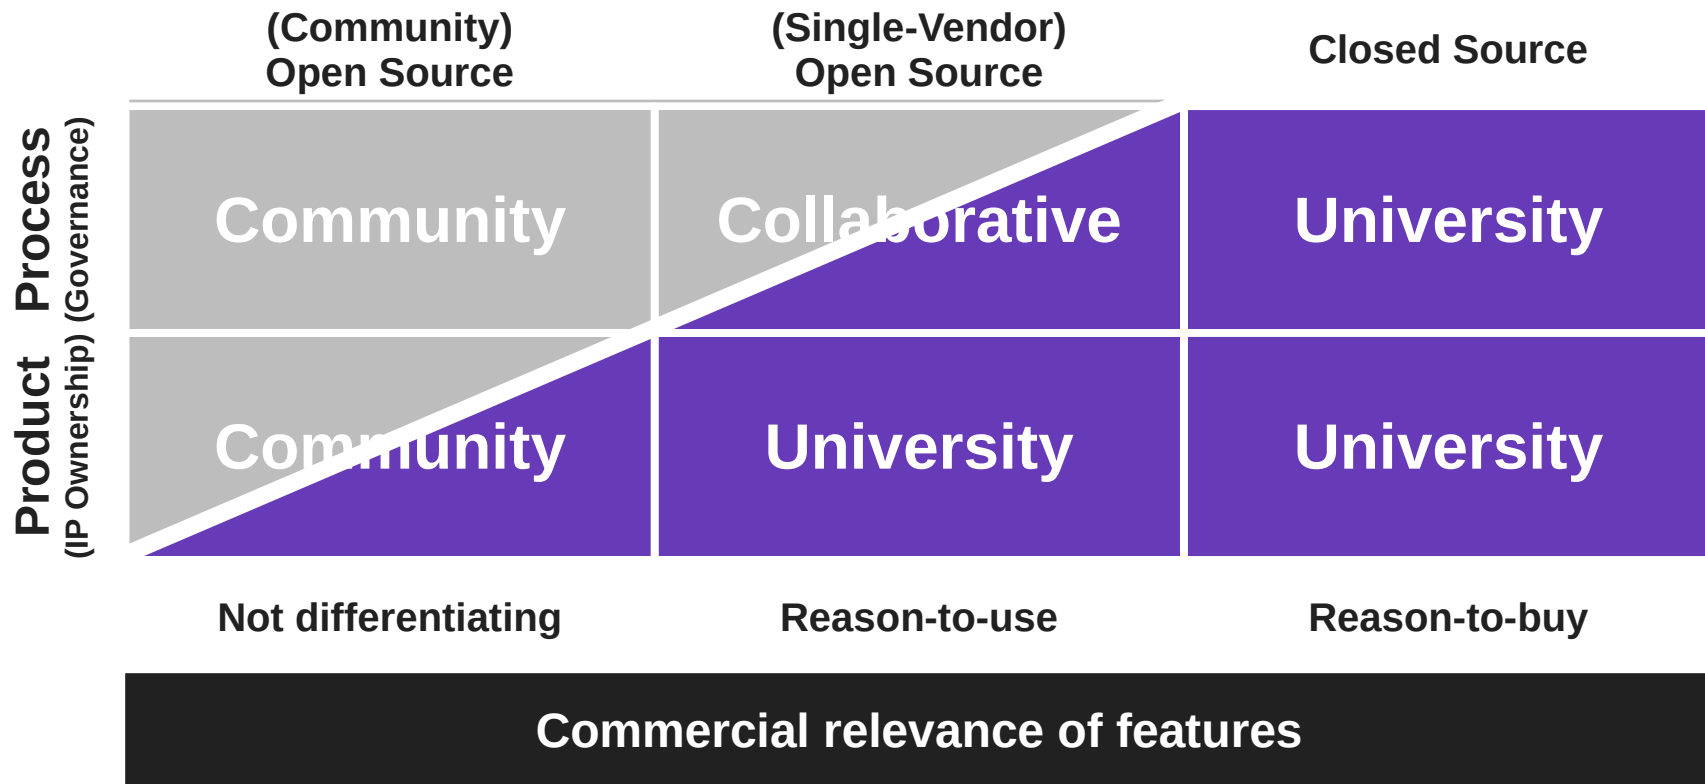 (Community)
Open Source
(Single-Vendor)
Open Source
Closed Source
Process
(Governance)
Community
Collaborative
University
Product
(IP Ownership)
Community
University
University
Not differentiating
Reason-to-use
Reason-to-buy
Commercial relevance of features